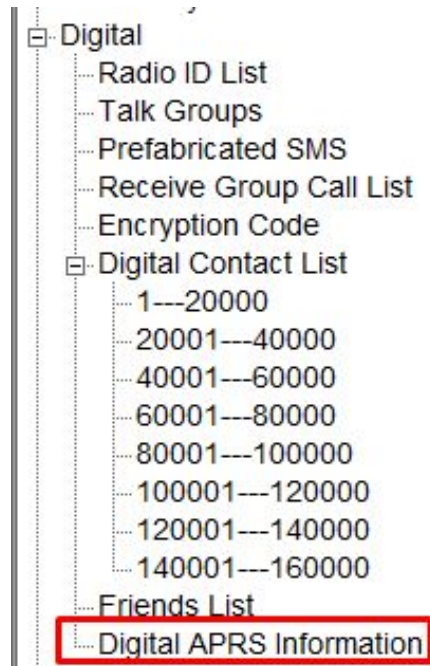 Digital
Radio ID List
Talk Groups
Prefabricated SMS
Receive Group Call List
Encryption Code
Digital Contact List
1---20000
20001---40000
40001---60000
60001---80000
80001---100000
100001---120000
120001---140000
140001---160000
Friends List
Digital APRS Information